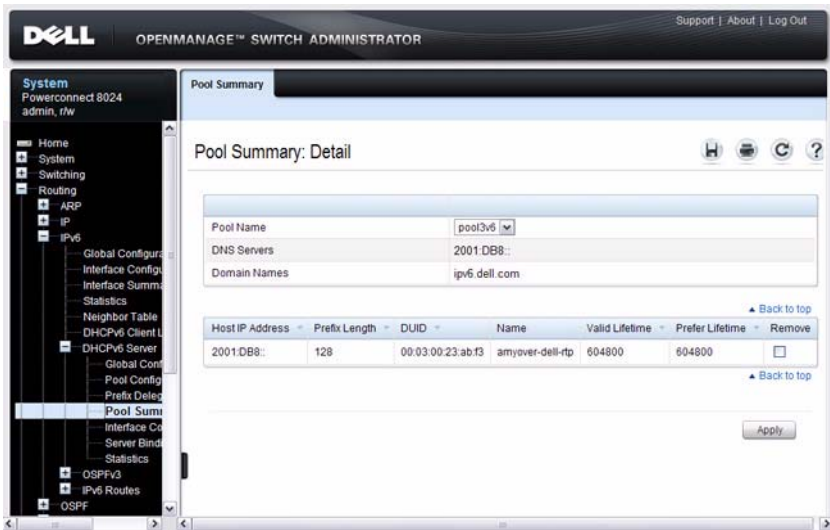 Support | About | Log Out
DELL OPENMANAGE™ SWITCH ADMINISTRATOR
System
Powerconnect 8024
admin, r/w
Pool Summary
Home
System
Switching
Routing
ARP
IP
IPv6
Global Configura
Interface Configu
Interface Summa
Statistics
Neighbor Table
DHCPv6 Client L
DHCPv6 Server
Global Conf
Pool Config
Prefix Deleg
Pool Sum
Interface Co
Server Bindi
Statistics
OSPFv3
IPv6 Routes
OSPF
Pool Summary: Detail
Pool Name pool3v6
DNS Servers 2001:DB8::
Domain Names ipv6.dell.com
Back to top
Host IP Address Prefix Length DUID Name Valid Lifetime Prefer Lifetime Remove
2001:DB8:: 128 00:03:00:23:ab:f3 amyover-dell-rtp 604800 604800
Back to top
Apply